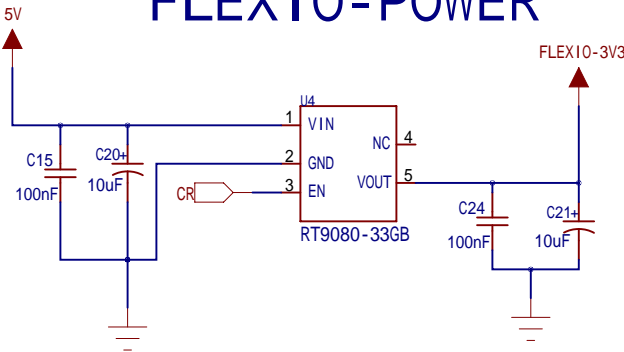 FLEXIO-POWER
5V
FLEXIO-3V3
U4
1 VIN
NC 4
C15
C20+
2 GND
100nF
10uF
CR
3 EN
VOUT 5
RT9080-33GB
C24
C21+
100nF
10uF